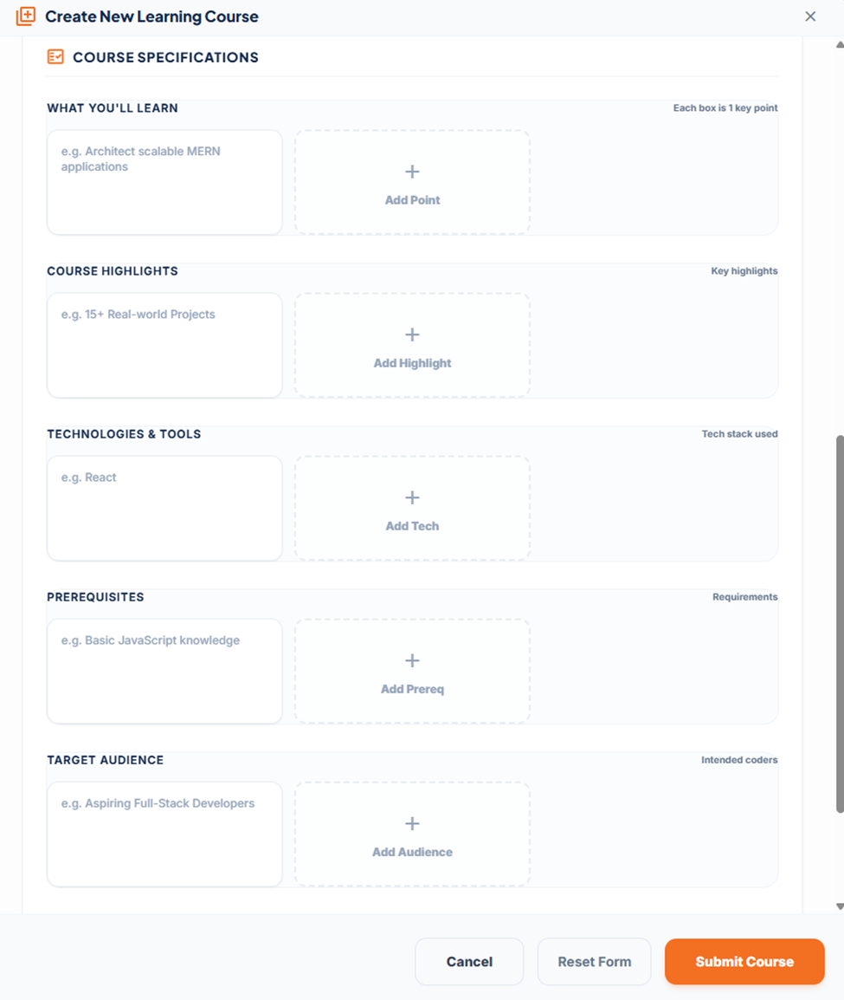 Create New Learning Course
COURSE SPECIFICATIONS
WHAT YOU'LL LEARN
Each box is 1 key point
e.g. Architect scalable MERN
applications
Add Point
COURSE HIGHLIGHTS
Key highlights
e.g. 15+ Real-world Projects
Add Highlight
TECHNOLOGIES & TOOLS
Tech stack used
e.g. React
Add Tech
PREREQUISITES
Requirements
e.g. Basic JavaScript knowledge
Add Prereq
TARGET AUDIENCE
Intended coders
e.g. Aspiring Full-Stack Developers
Add Audience
Cancel
Reset Form
Submit Course